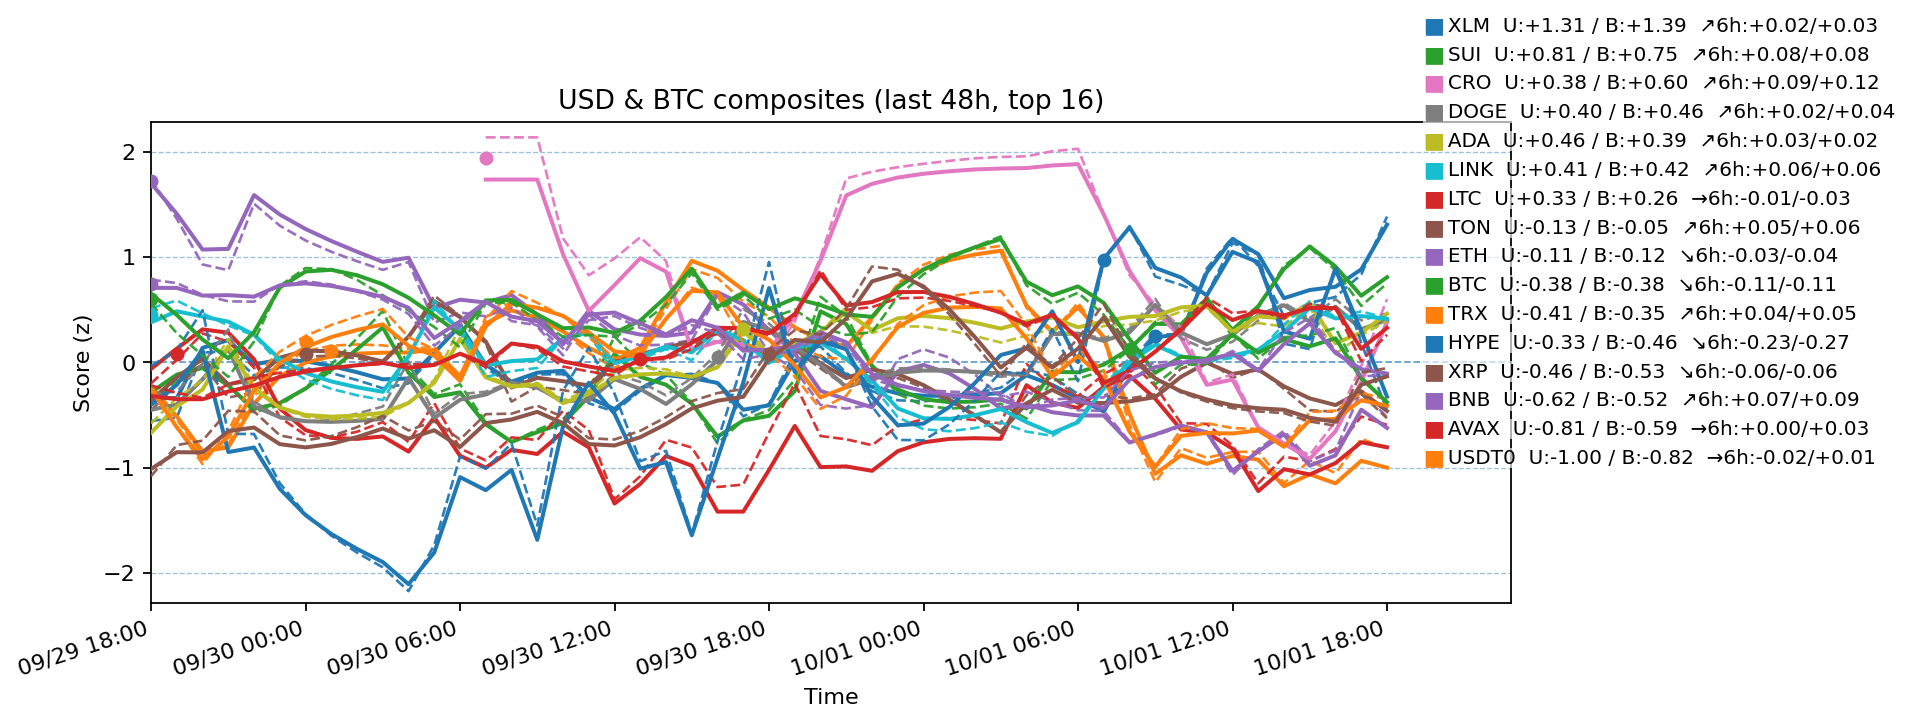 XLM  U:+1.31 / B:+1.39  ↗6h:+0.02/+0.03
SUI  U:+0.81 / B:+0.75  ↗6h:+0.08/+0.08
CRO  U:+0.38 / B:+0.60  ↗6h:+0.09/+0.12
DOGE  U:+0.40 / B:+0.46  ↗6h:+0.02/+0.04
ADA  U:+0.46 / B:+0.39  ↗6h:+0.03/+0.02
LINK  U:+0.41 / B:+0.42  ↗6h:+0.06/+0.06
LTC  U:+0.33 / B:+0.26  →6h:-0.01/-0.03
TON  U:-0.13 / B:-0.05  ↗6h:+0.05/+0.06
ETH  U:-0.11 / B:-0.12  ↘6h:-0.03/-0.04
BTC  U:-0.38 / B:-0.38  ↘6h:-0.11/-0.11
TRX  U:-0.41 / B:-0.35  ↗6h:+0.04/+0.05
HYPE  U:-0.33 / B:-0.46  ↘6h:-0.23/-0.27
XRP  U:-0.46 / B:-0.53  ↘6h:-0.06/-0.06
BNB  U:-0.62 / B:-0.52  ↗6h:+0.07/+0.09
AVAX  U:-0.81 / B:-0.59  →6h:+0.00/+0.03
USDT0  U:-1.00 / B:-0.82  →6h:-0.02/+0.01
USD & BTC composites (last 48h, top 16)
Score (z)
2
1
0
−1
−2
09/29 18:00
09/30 00:00
09/30 06:00
09/30 12:00
09/30 18:00
10/01 00:00
10/01 06:00
10/01 12:00
10/01 18:00
Time